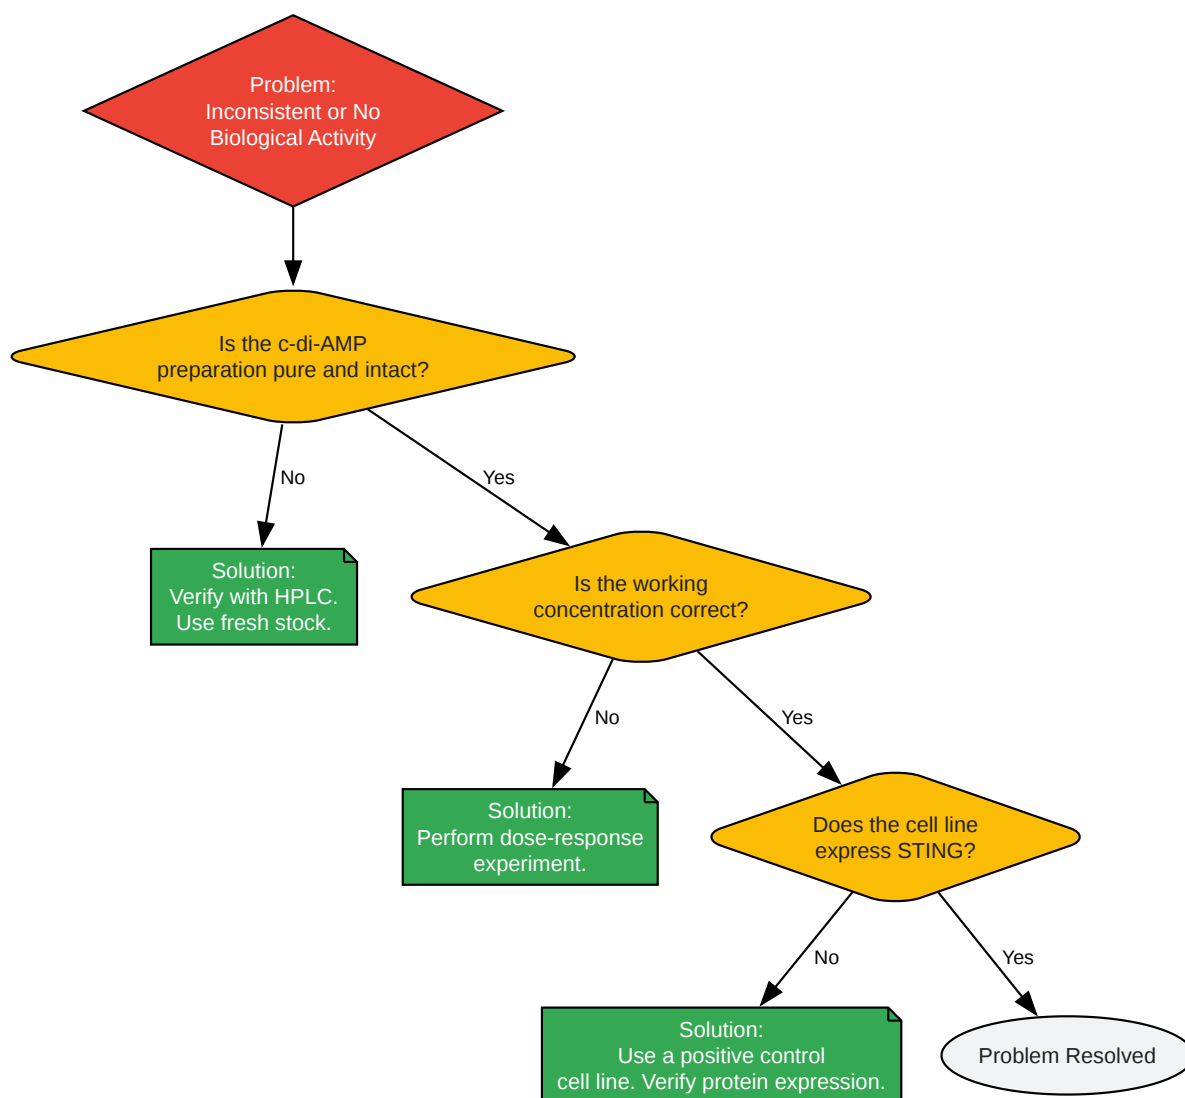 Problem:
Inconsistent or No
Biological Activity
Is the c-di-AMP
preparation pure and intact?
No
Yes
Solution:
Verify with HPLC.
Use fresh stock.
Is the working
concentration correct?
No
Yes
Solution:
Perform dose-response
experiment.
Does the cell line
express STING?
No
Yes
Solution:
Use a positive control
cell line. Verify protein expression.
Problem Resolved